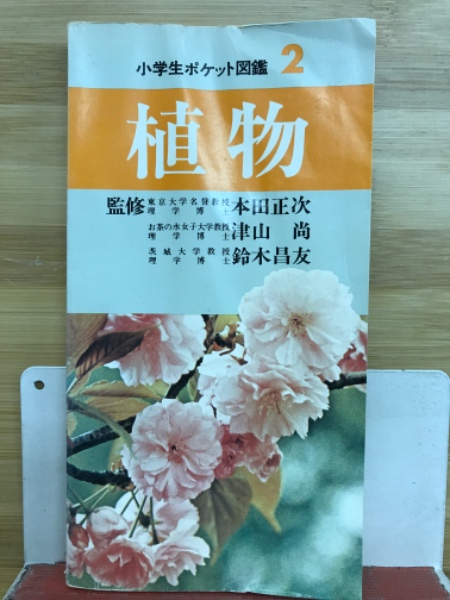 小学生ポケット図鑑 2
植物
監修 東京大学名誉教授 理学博士 本田正次
お茶の水女子大学教授 理学博士 津山 尚
茨城大学教授 理学博士 鈴木昌友